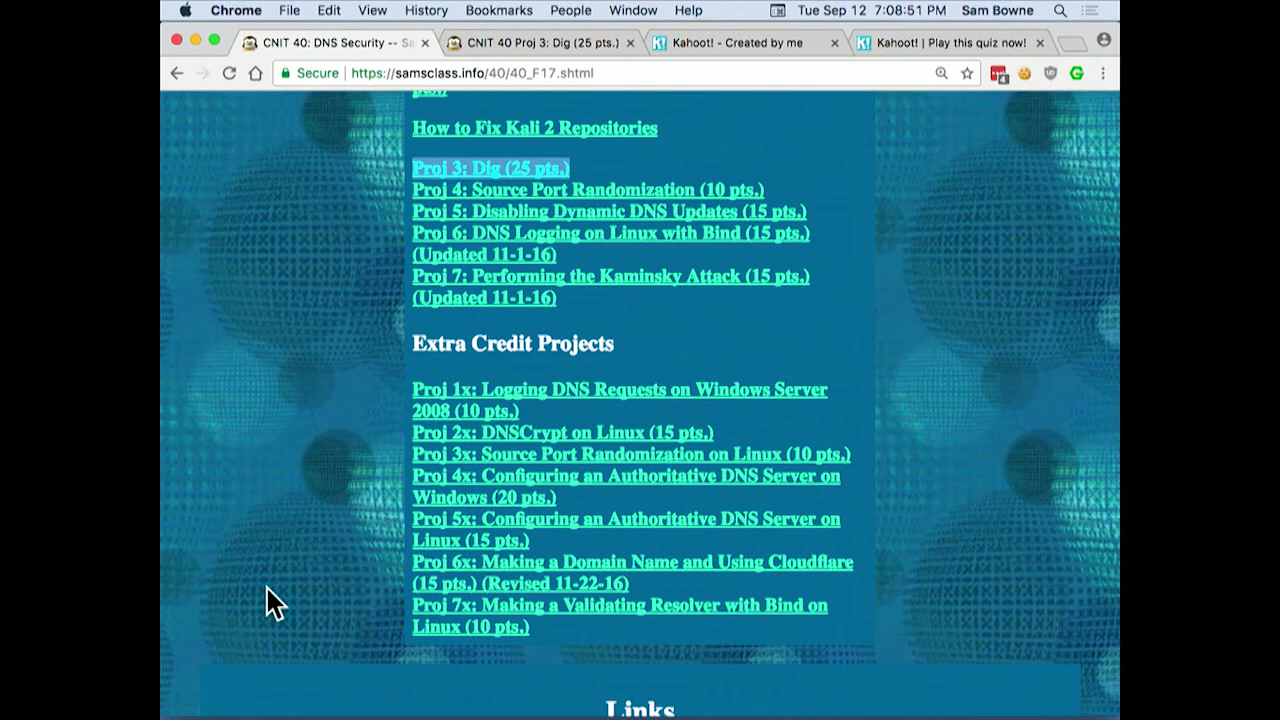 Chrome File Edit View History Bookmarks People Window Help Tue Sep 12 7:08:51 PM Sam Bowne
CNIT 40: DNS Security -- Sa CNIT 40 Proj 3: Dig (25 pts.) Kahoot! - Created by me Kahoot! | Play this quiz now!
Secure https://samsclass.info/40/40_F17.shtml
How to Fix Kali 2 Repositories
Proj 3: Dig (25 pts.)
Proj 4: Source Port Randomization (10 pts.)
Proj 5: Disabling Dynamic DNS Updates (15 pts.)
Proj 6: DNS Logging on Linux with Bind (15 pts.)
(Updated 11-1-16)
Proj 7: Performing the Kaminsky Attack (15 pts.)
(Updated 11-1-16)
Extra Credit Projects
Proj 1x: Logging DNS Requests on Windows Server
2008 (10 pts.)
Proj 2x: DNSCrypt on Linux (15 pts.)
Proj 3x: Source Port Randomization on Linux (10 pts.)
Proj 4x: Configuring an Authoritative DNS Server on
Windows (20 pts.)
Proj 5x: Configuring an Authoritative DNS Server on
Linux (15 pts.)
Proj 6x: Making a Domain Name and Using Cloudflare
(15 pts.) (Revised 11-22-16)
Proj 7x: Making a Validating Resolver with Bind on
Linux (10 pts.)
Links